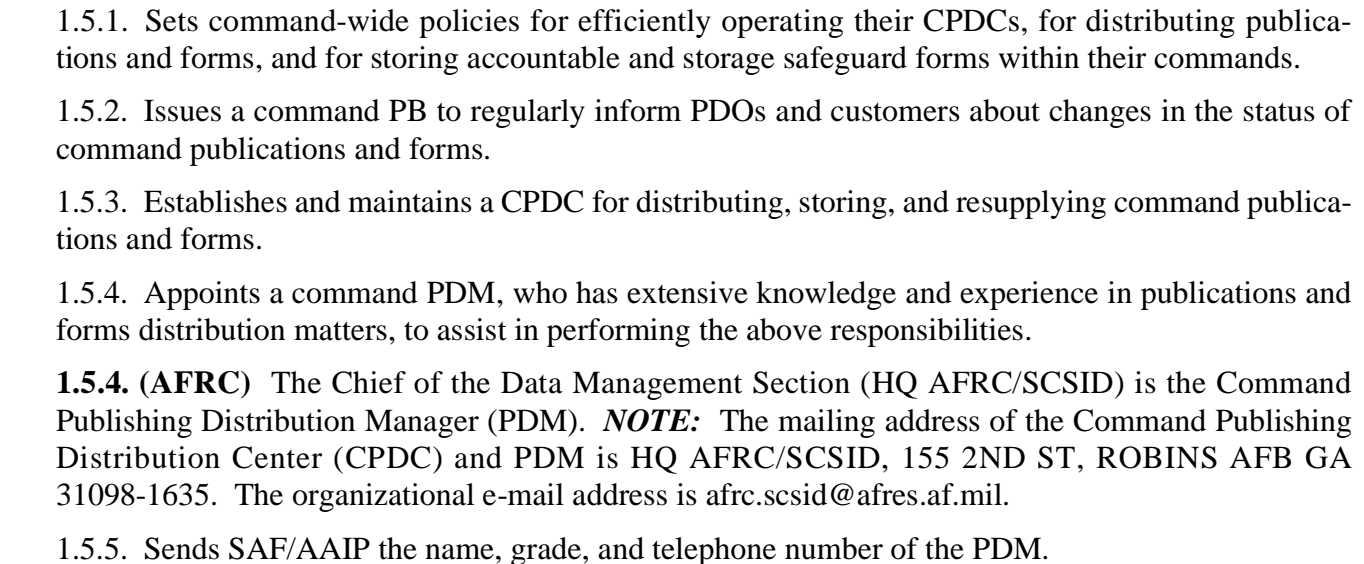 1.5.1. Sets command-wide policies for efficiently operating their CPDCs, for distributing publica-
tions and forms, and for storing accountable and storage safeguard forms within their commands.
1.5.2. Issues a command PB to regularly inform PDOs and customers about changes in the status of
command publications and forms.
1.5.3. Establishes and maintains a CPDC for distributing, storing, and resupplying command publica-
tions and forms.
1.5.4. Appoints a command PDM, who has extensive knowledge and experience in publications and
forms distribution matters, to assist in performing the above responsibilities.
1.5.4. (AFRC) The Chief of the Data Management Section (HQ AFRC/SCSID) is the Command
Publishing Distribution Manager (PDM). NOTE: The mailing address of the Command Publishing
Distribution Center (CPDC) and PDM is HQ AFRC/SCSID, 155 2ND ST, ROBINS AFB GA
31098-1635. The organizational e-mail address is afrc.scsid@afres.af.mil.
1.5.5. Sends SAF/AAIP the name, grade, and telephone number of the PDM.